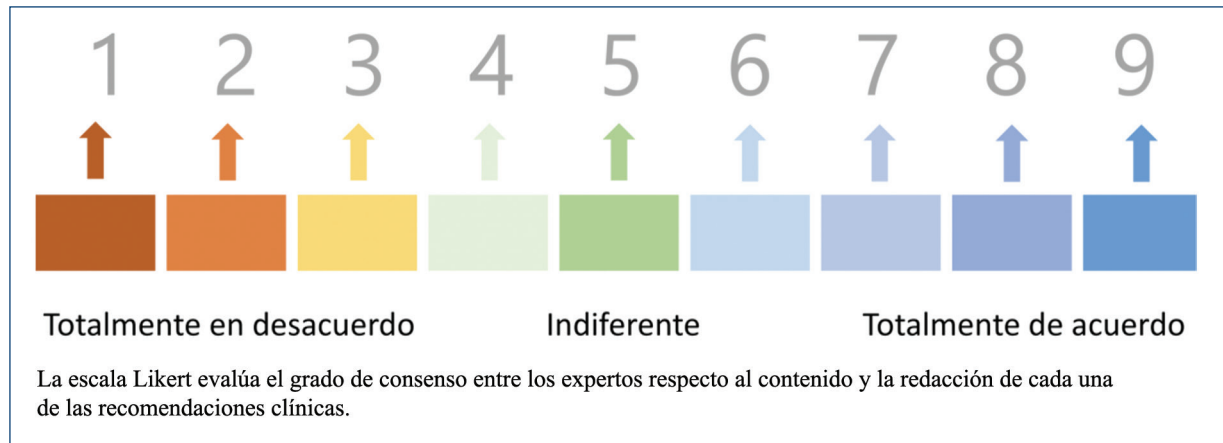 1 2 3 4 5 6 7 8 9
Totalmente en desacuerdo Indiferente Totalmente de acuerdo
La escala Likert evalúa el grado de consenso entre los expertos respecto al contenido y la redacción de cada una
de las recomendaciones clínicas.